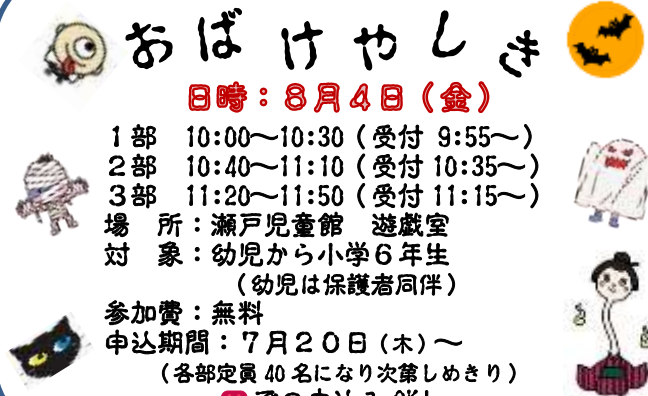 おばけやしき
日時：８月４日（金）
１部　10:00～10:30（受付 9:55～）
２部　10:40～11:10（受付 10:35～）
３部　11:20～11:50（受付 11:15～）
場　所：瀬戸児童館　遊戯室
対　象：幼児から小学６年生
（幼児は保護者同伴）
参加費：無料
申込期間：７月２０日（木）～
（各部定員 40 名になり次第しめきり）